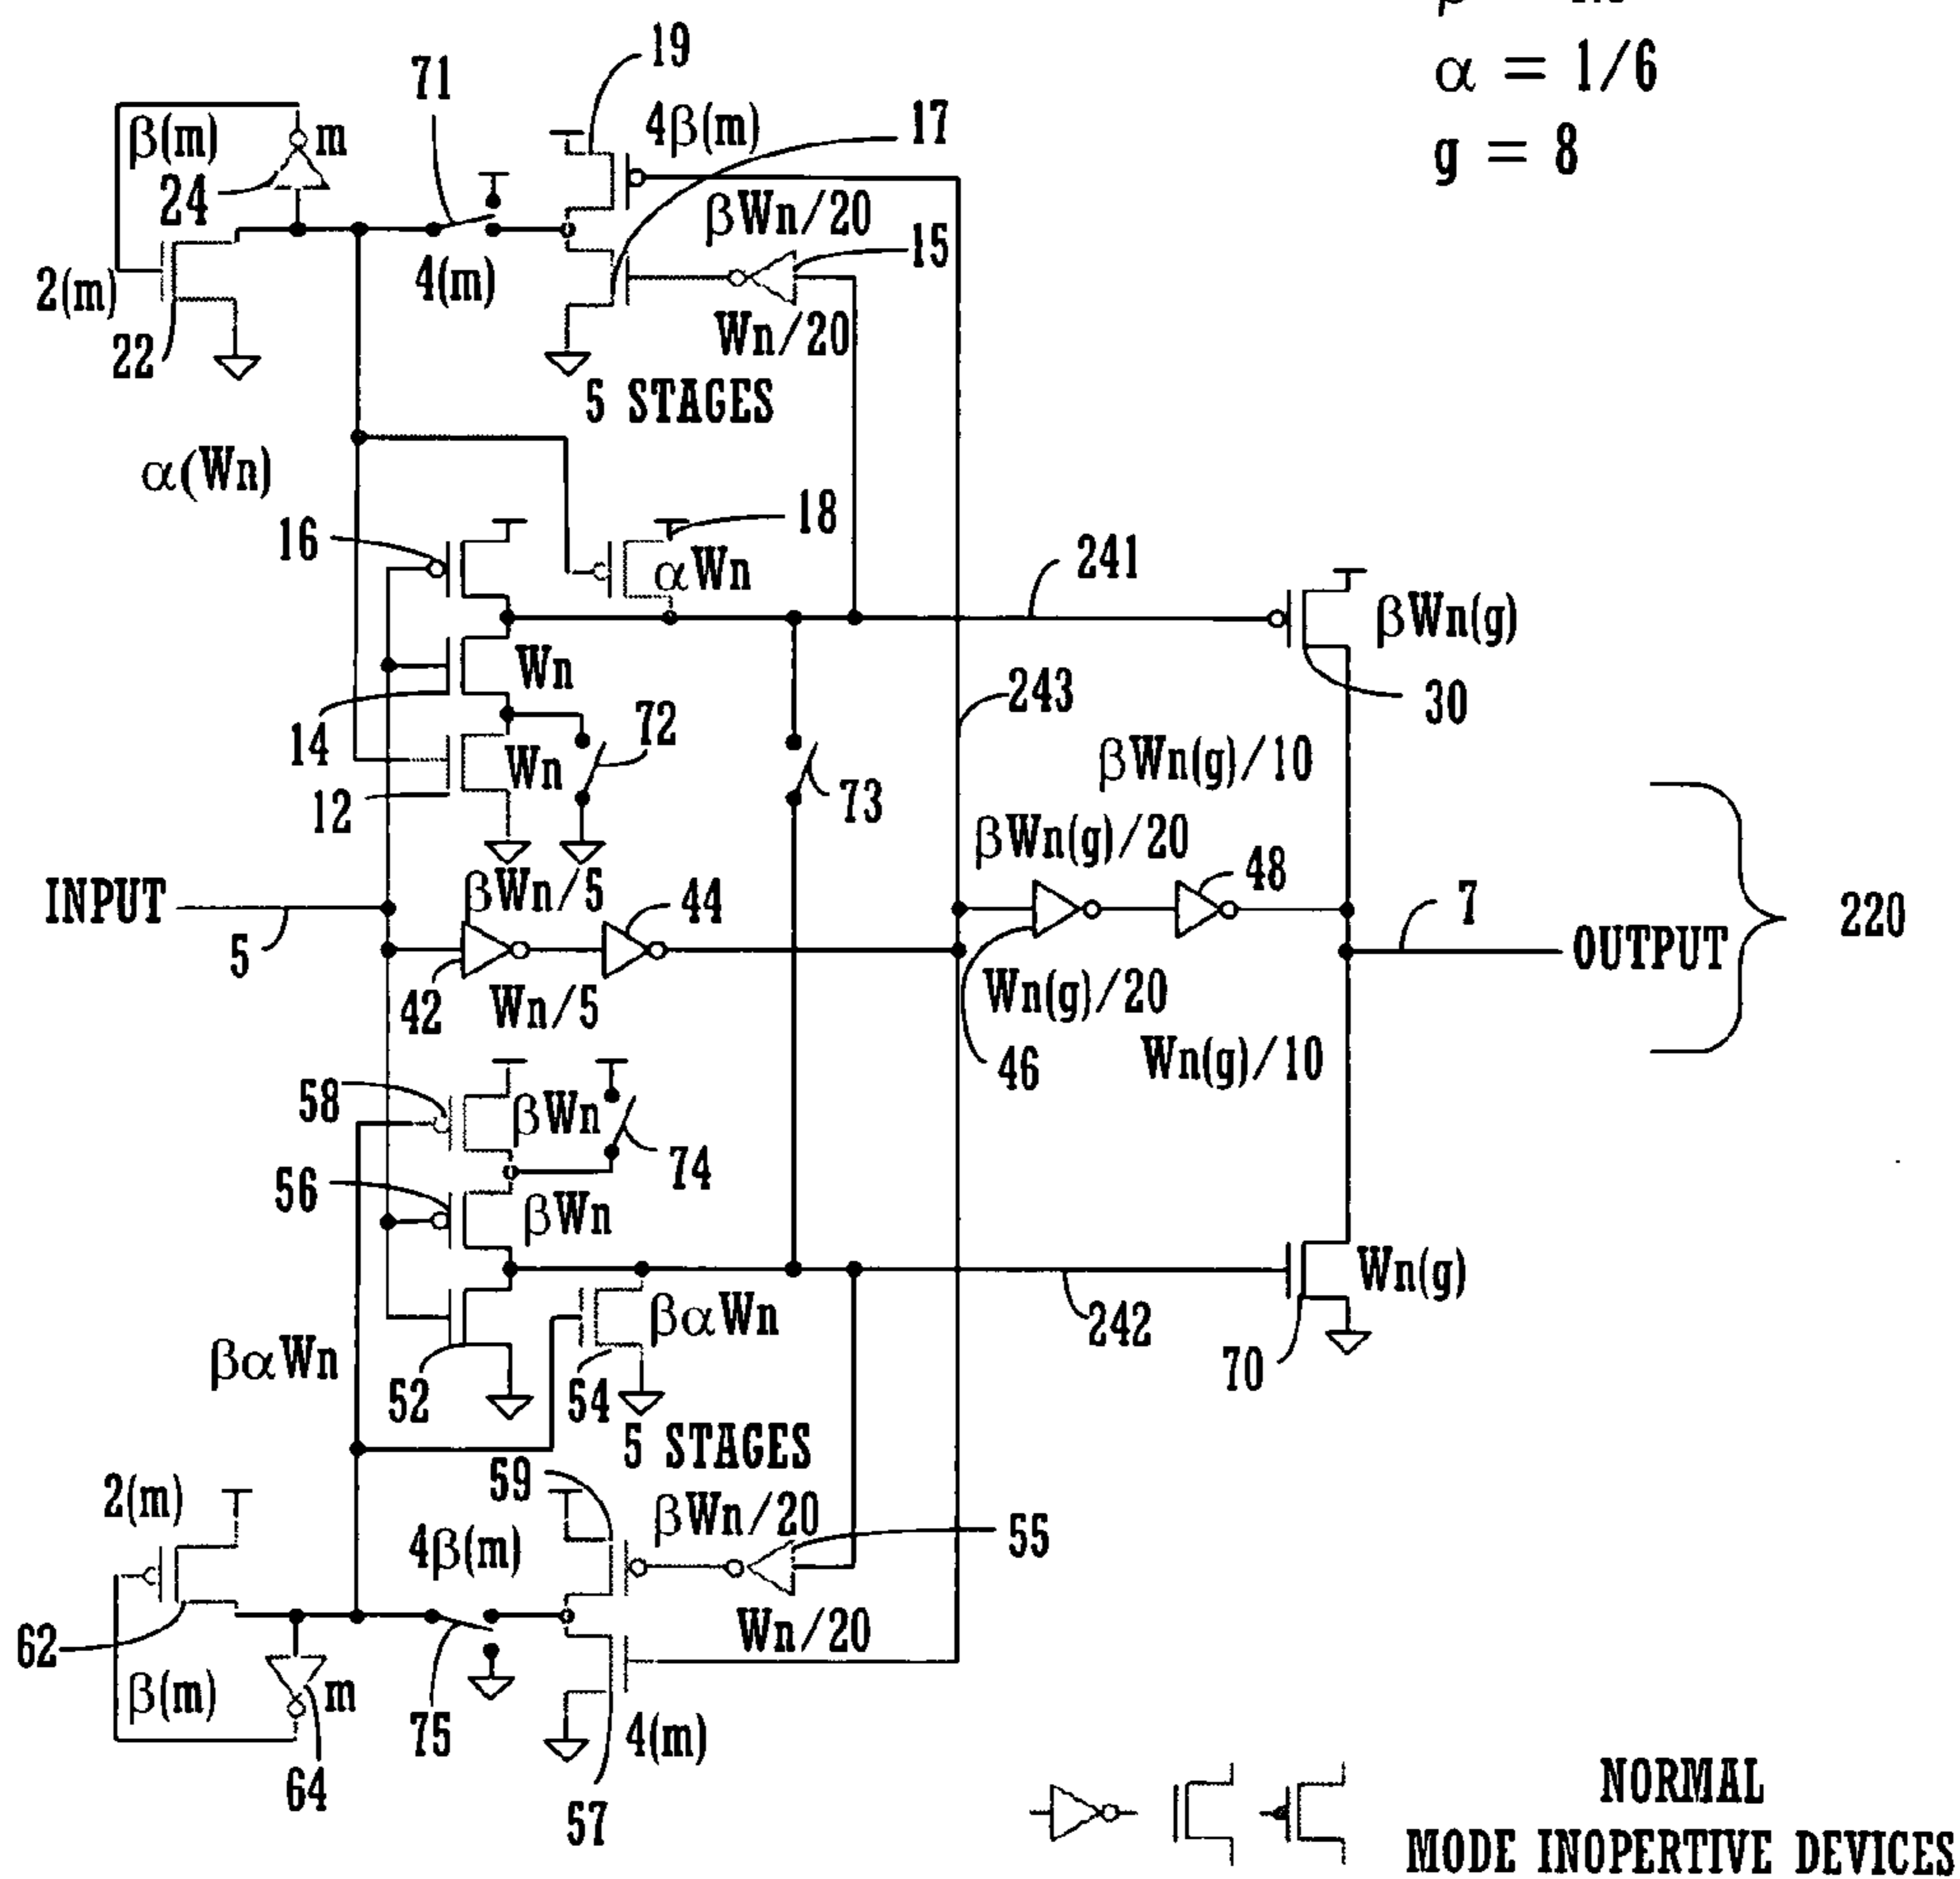 α = 1/6
g = 8
19
71
4β(m)
17
β(m)
m
24
βWn/20
15
2(m)
4(m)
22
Wn/20
5 STAGES
α(Wn)
16
18
αWn
241
βWn(g)
Wn
30
243
14
72
Wn
βWn(g)/10
12
73
βWn(g)/20
48
INPUT
βWn/5
44
7
220
5
OUTPUT
42
Wn/5
Wn(g)/20
46
Wn(g)/10
58
βWn
74
56
βWn
Wn(g)
βαWn
242
βαWn
52
54
70
5 STAGES
59
2(m)
βWn/20
4β(m)
55
62
Wn/20
β(m)
m
75
4(m)
64
57
NORMAL
MODE INOPERTIVE DEVICES